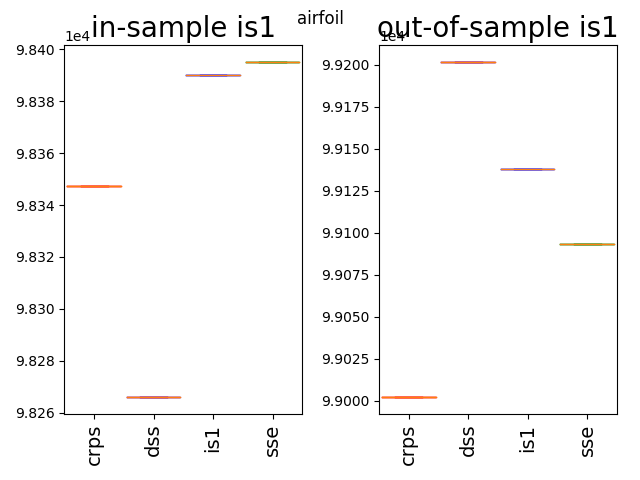 airfoil
in-sample is1
1e4
9.840
9.838
9.836
9.834
9.832
9.830
9.828
9.826
crps
dss
is1
sse
out-of-sample is1
1e4
9.9200
9.9175
9.9150
9.9125
9.9100
9.9075
9.9050
9.9025
9.9000
crps
dss
is1
sse